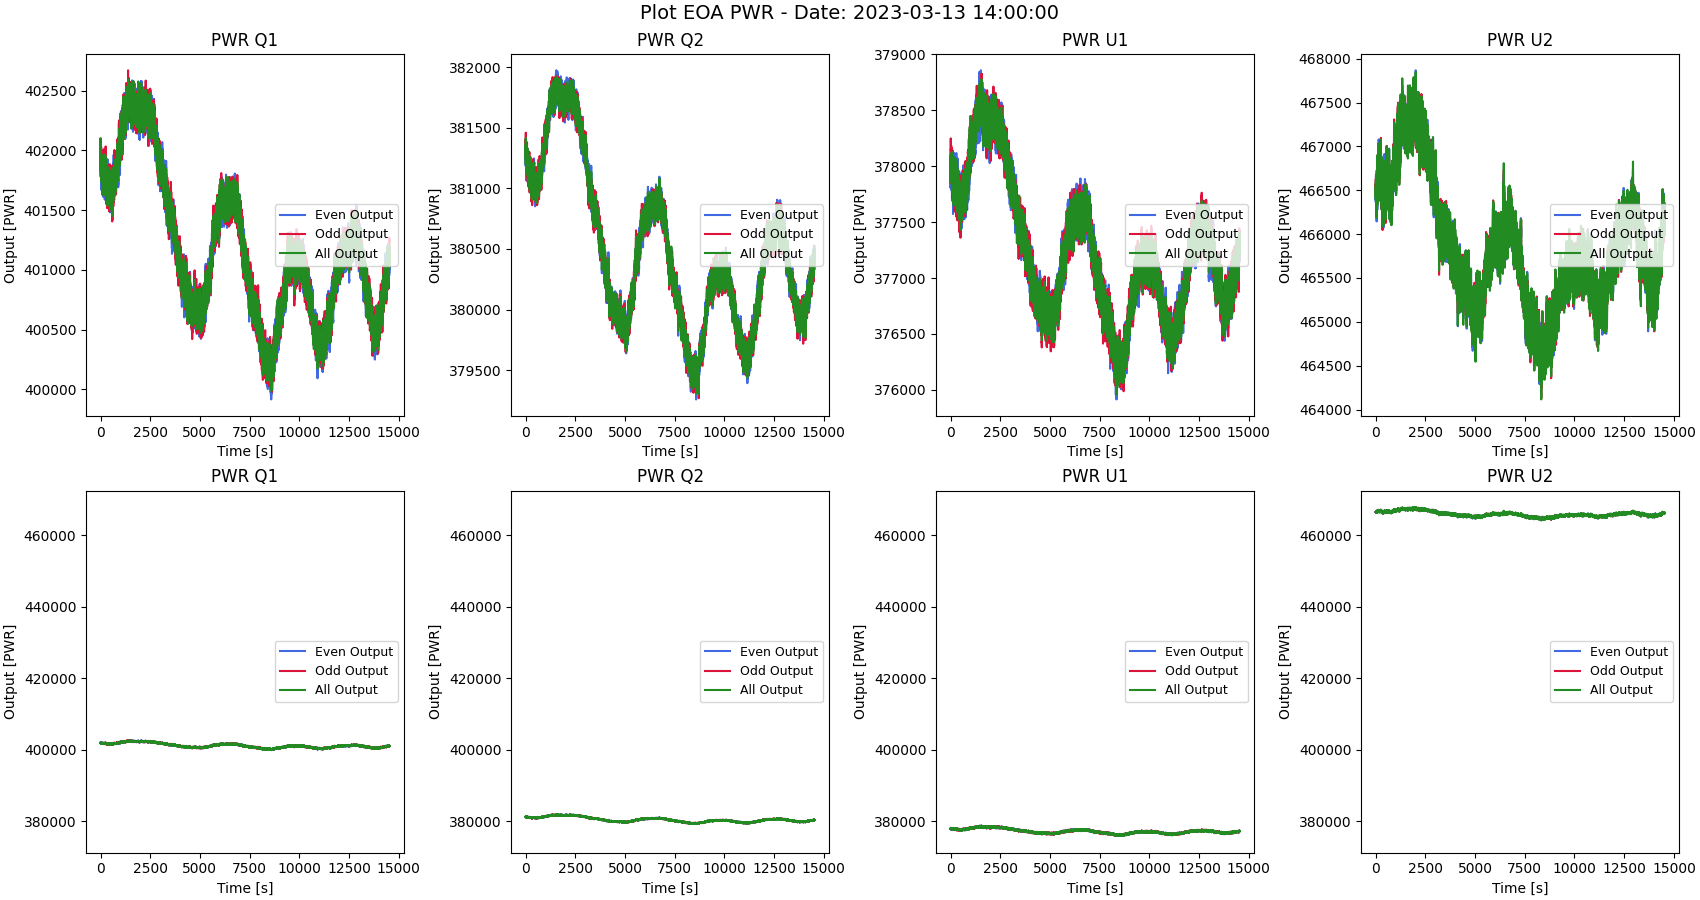 Plot EOA PWR - Date: 2023-03-13 14:00:00
PWR Q1
Output [PWR]
402500
402000
401500
401000
400500
400000
Even Output
Odd Output
All Output
0 2500 5000 7500 10000 12500 15000
Time [s]
PWR Q2
Output [PWR]
382000
381500
381000
380500
380000
379500
Even Output
Odd Output
All Output
0 2500 5000 7500 10000 12500 15000
Time [s]
PWR U1
Output [PWR]
379000
378500
378000
377500
377000
376500
376000
Even Output
Odd Output
All Output
0 2500 5000 7500 10000 12500 15000
Time [s]
PWR U2
Output [PWR]
468000
467500
467000
466500
466000
465500
465000
464500
464000
Even Output
Odd Output
All Output
0 2500 5000 7500 10000 12500 15000
Time [s]
PWR Q1
Output [PWR]
460000
440000
420000
400000
380000
Even Output
Odd Output
All Output
0 2500 5000 7500 10000 12500 15000
Time [s]
PWR Q2
Output [PWR]
460000
440000
420000
400000
380000
Even Output
Odd Output
All Output
0 2500 5000 7500 10000 12500 15000
Time [s]
PWR U1
Output [PWR]
460000
440000
420000
400000
380000
Even Output
Odd Output
All Output
0 2500 5000 7500 10000 12500 15000
Time [s]
PWR U2
Output [PWR]
460000
440000
420000
400000
380000
Even Output
Odd Output
All Output
0 2500 5000 7500 10000 12500 15000
Time [s]